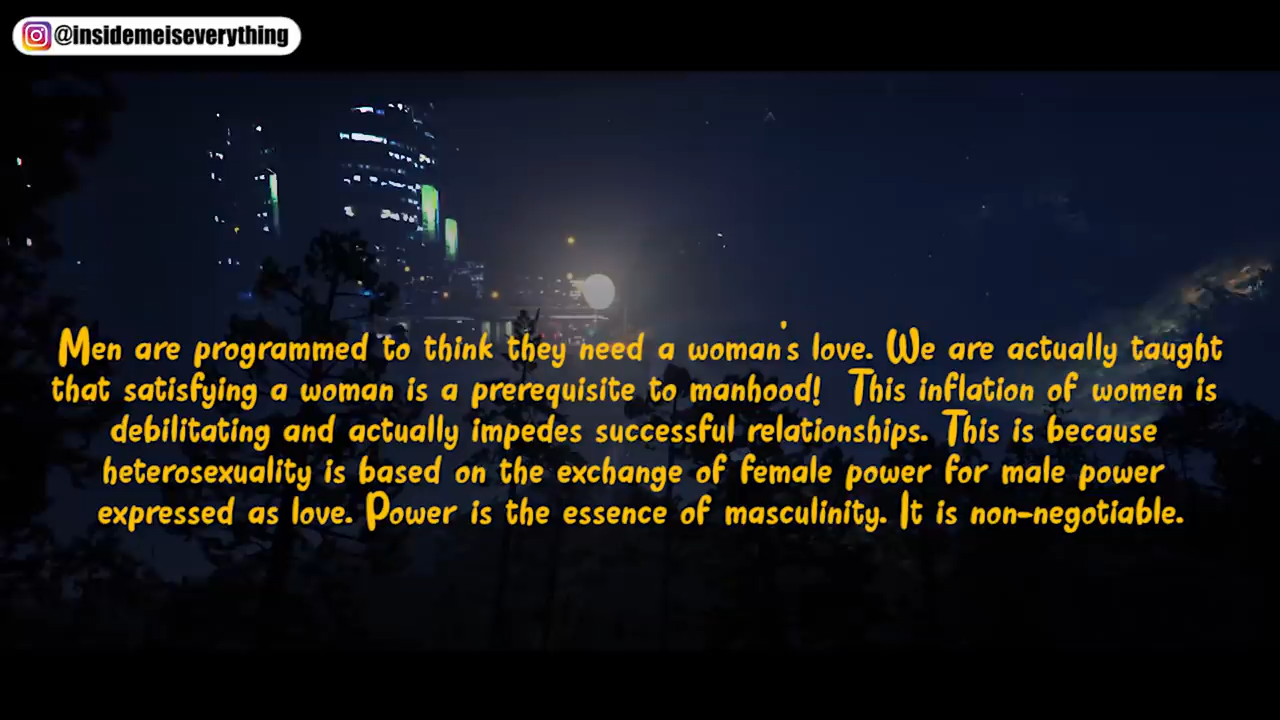 @insidemeiseverything
Men are programmed to think they need a woman's love. We are actually taught
that satisfying a woman is a prerequisite to manhood! This inflation of women is
debilitating and actually impedes successful relationships. This is because
heterosexuality is based on the exchange of female power for male power
expressed as love. Power is the essence of masculinity. It is non-negotiable.